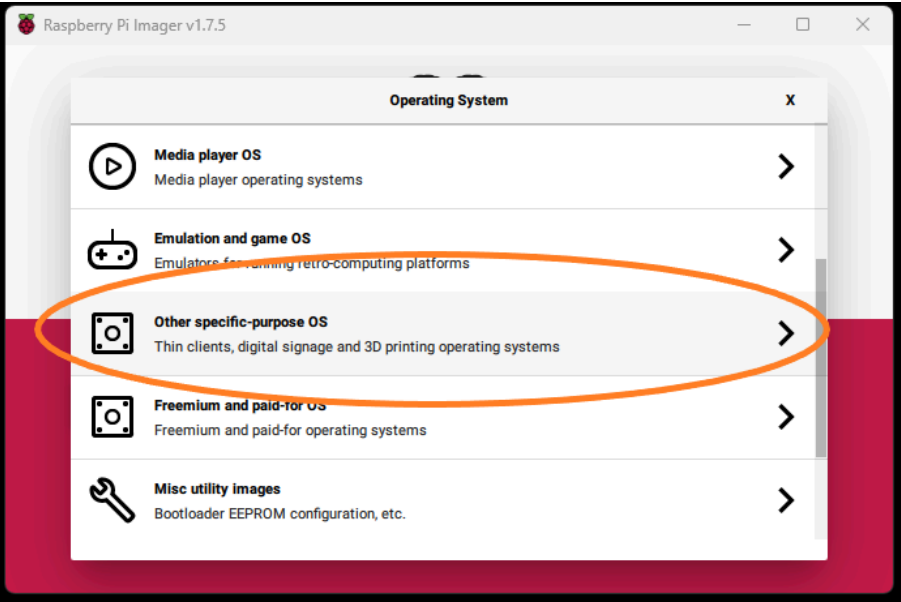 Raspberry Pi Imager v1.7.5
Operating System
X
Media player OS
Media player operating systems
Emulation and game OS
Emulators for running retro-computing platforms
Other specific-purpose OS
Thin clients, digital signage and 3D printing operating systems
Freemium and paid-for OS
Freemium and paid-for operating systems
Misc utility images
Bootloader EEPROM configuration, etc.